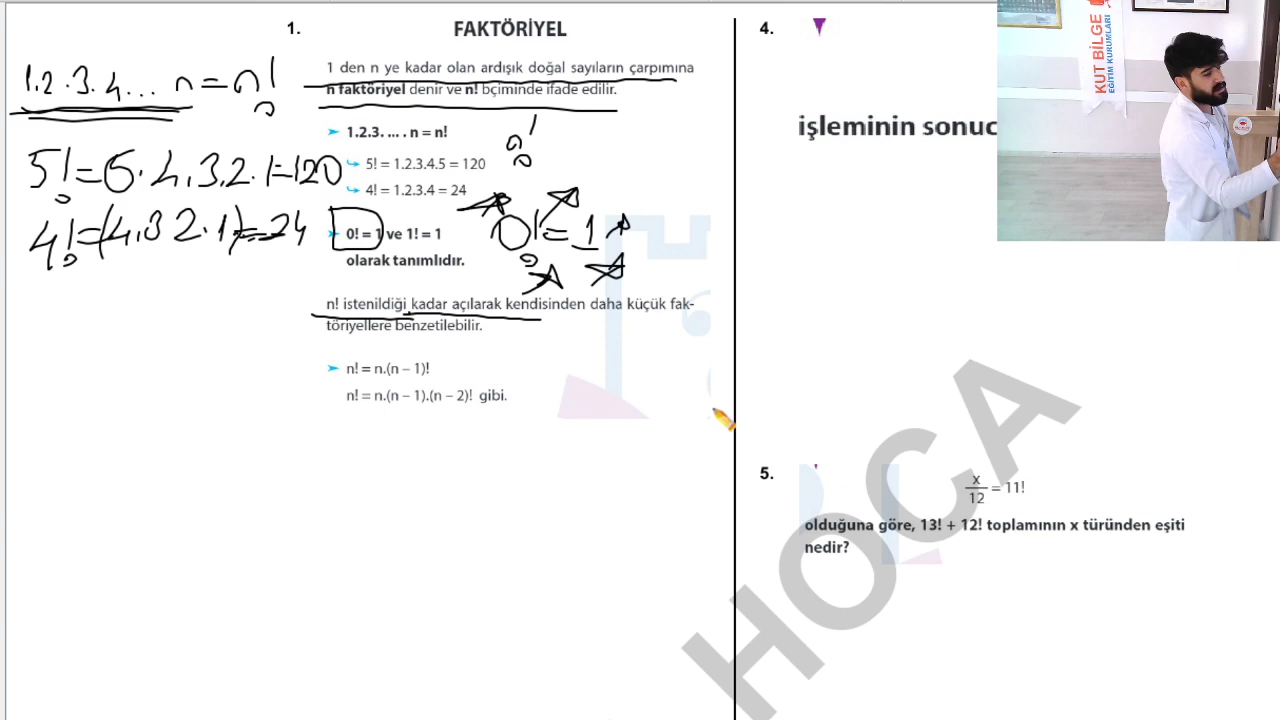 1.
FAKTÖRİYEL
1 den n ye kadar olan ardışık doğal sayıların çarpımına
n faktöriyel denir ve n! bçiminde ifade edilir.
1.2.3. ... . n = n!
5! = 1.2.3.4.5 = 120
4! = 1.2.3.4 = 24
0! = 1 ve 1! = 1
olarak tanımlıdır.
n! istenildiği kadar açılarak kendisinden daha küçük fak-
töriyellere benzetilebilir.
n! = n.(n – 1)!
n! = n.(n – 1).(n – 2)! gibi.
1.2.3.4... n = n!
5! = 5.4.3.2.1 = 120
4! = (4.3 2.1) = 24
n!
0! = 1
4.
işleminin sonuc
5.
x
12
= 11!
olduğuna göre, 13! + 12! toplamının x türünden eşiti
nedir?
HOCA
KUT BİLGE
EĞİTİM KURUMLARI